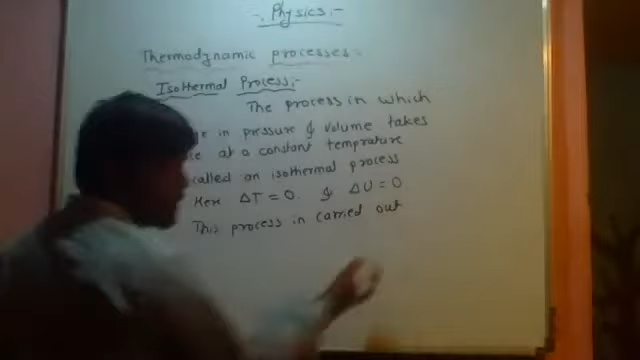 -: Physics:-
Thermodynamic processes:-
Isothermal Process:-
The process in which
in pressure & volume takes
at a constant temprature
called an isothermal process
Here ΔT = 0. & ΔU = 0
This process in carried out